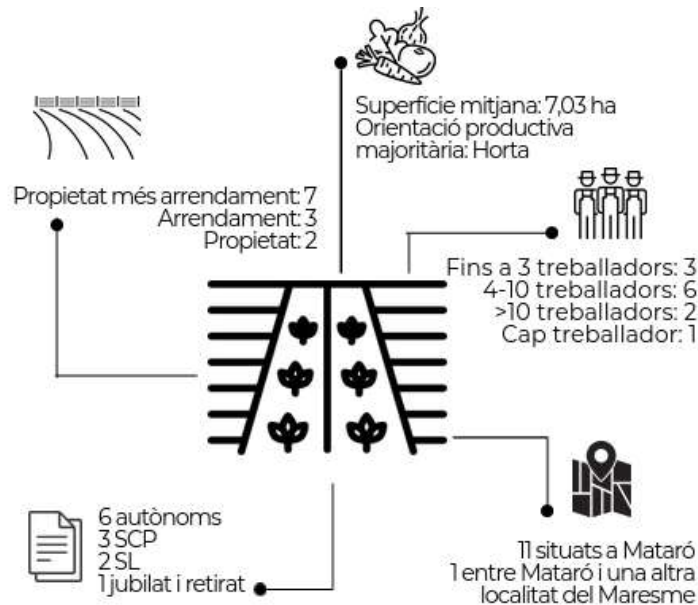 Superfície mitjana: 7,03 ha
Orientació productiva
majoritària: Horta
Propietat més arrendament: 7
Arrendament: 3
Propietat: 2
Fins a 3 treballadors: 3
4-10 treballadors: 6
>10 treballadors: 2
Cap treballador: 1
6 autònoms
3 SCP
2 SL
1 jubilat i retirat
11 situats a Mataró
1 entre Mataró i una altra
localitat del Maresme